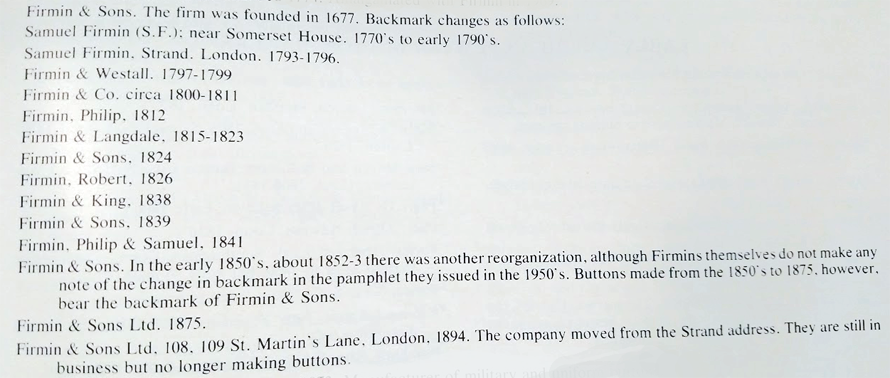 Firmin & Sons. The firm was founded in 1677. Backmark changes as follows:
Samuel Firmin (S.F.); near Somerset House. 1770's to early 1790's.
Samuel Firmin. Strand. London. 1793-1796.
Firmin & Westall. 1797-1799
Firmin & Co. circa 1800-1811
Firmin, Philip, 1812
Firmin & Langdale, 1815-1823
Firmin & Sons, 1824
Firmin, Robert, 1826
Firmin & King, 1838
Firmin & Sons, 1839
Firmin, Philip & Samuel, 1841
Firmin & Sons. In the early 1850's, about 1852-3 there was another reorganization, although Firmins themselves do not make any
note of the change in backmark in the pamphlet they issued in the 1950's. Buttons made from the 1850's to 1875, however,
bear the backmark of Firmin & Sons.
Firmin & Sons Ltd. 1875.
Firmin & Sons Ltd, 108, 109 St. Martin's Lane, London, 1894. The company moved from the Strand address. They are still in
business but no longer making buttons.